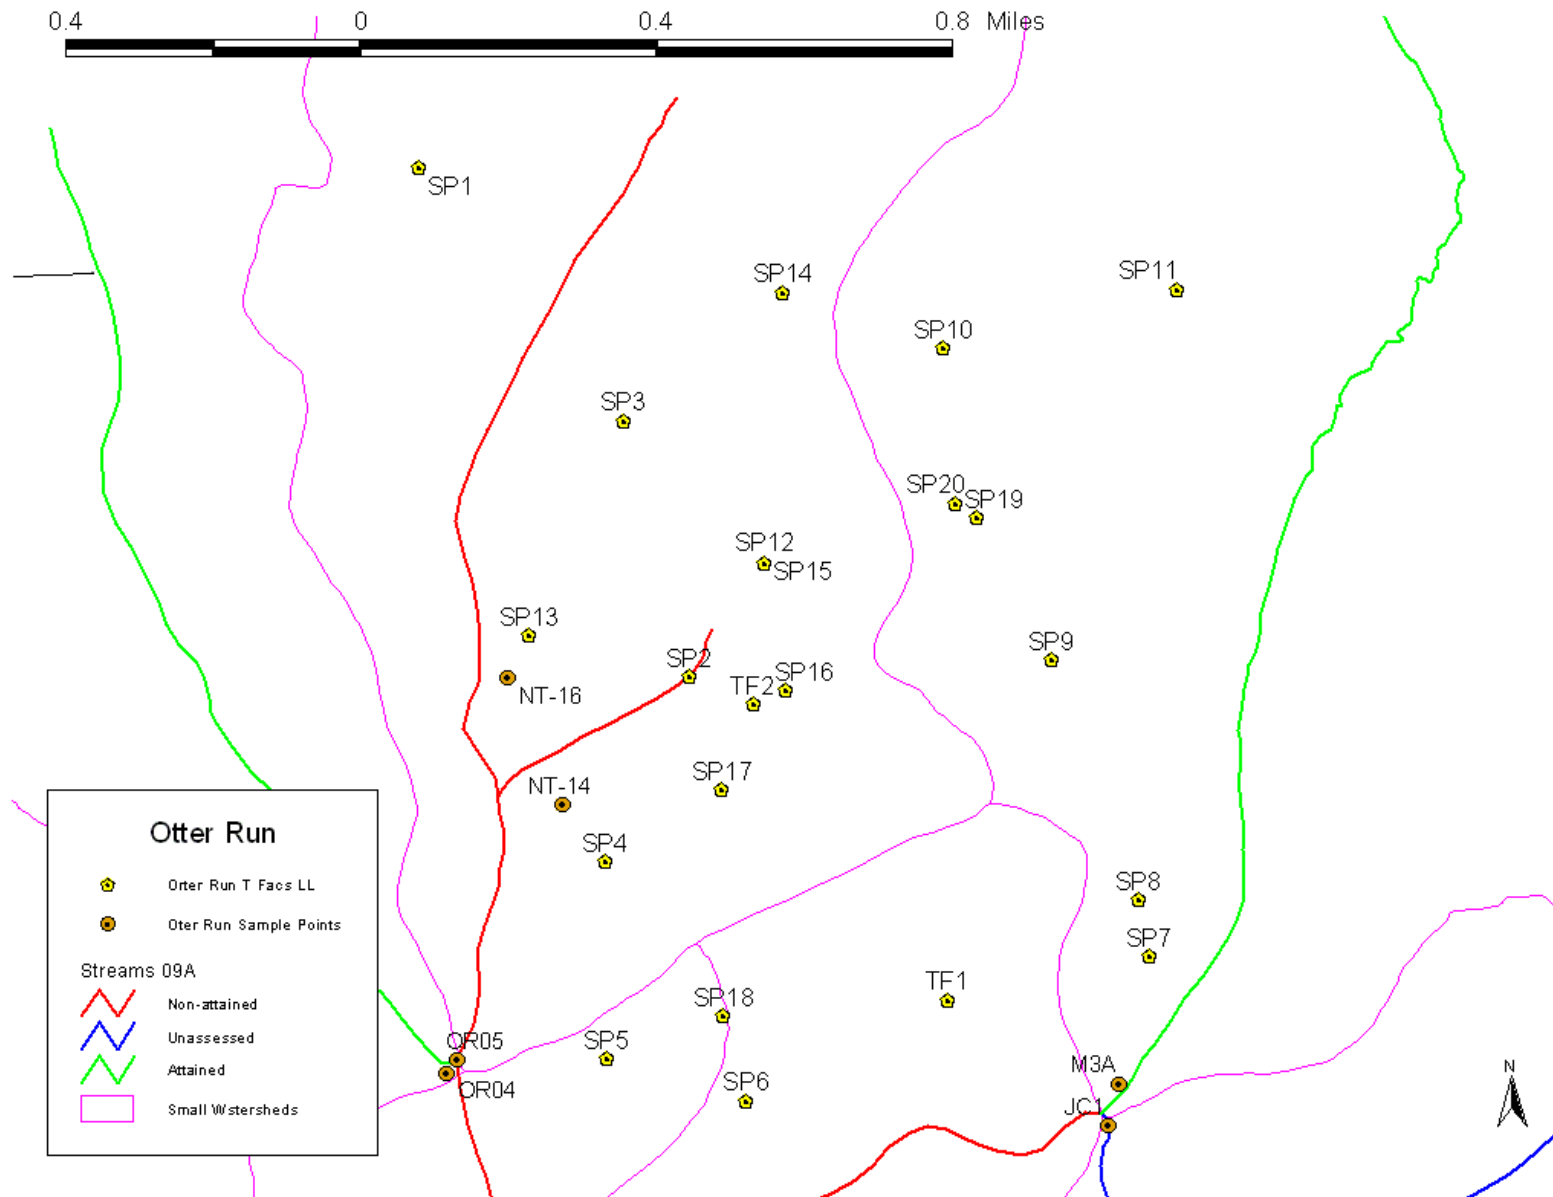 0.4 0 0.4 0.8 Miles
SP1
SP14
SP11
SP10
SP3
SP20
SP19
SP12
SP15
SP13
SP9
SP2
SP16
NT-16
TF2
SP17
NT-14
SP4
SP8
SP7
TF1
SP18
OR05
SP5
M3A
OR04
SP6
JC1
N
Otter Run
Orter Run T Facs LL
Oter Run Sample Points
Streams 09A
Non-attained
Unassessed
Attained
Small Wstersheds